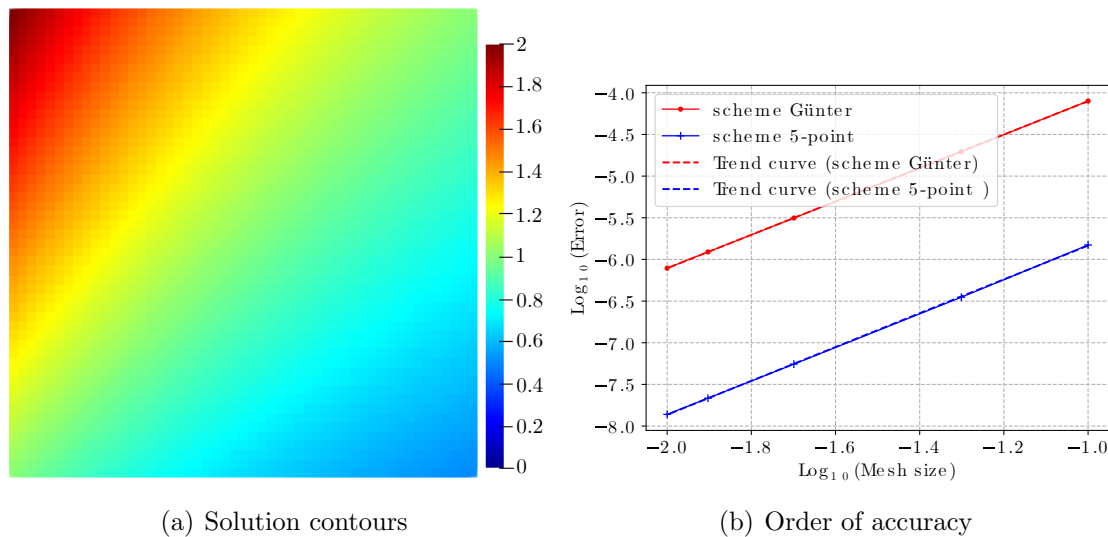 2
1.8
1.6
1.4
1.2
1
0.8
0.6
0.4
0.2
0
(a) Solution contours
scheme Günter
scheme 5-point
Trend curve (scheme Günter)
Trend curve (scheme 5-point )
Log₁₀(Error)
−4.0
−4.5
−5.0
−5.5
−6.0
−6.5
−7.0
−7.5
−8.0
−2.0 −1.8 −1.6 −1.4 −1.2 −1.0
Log₁₀(Mesh size)
(b) Order of accuracy